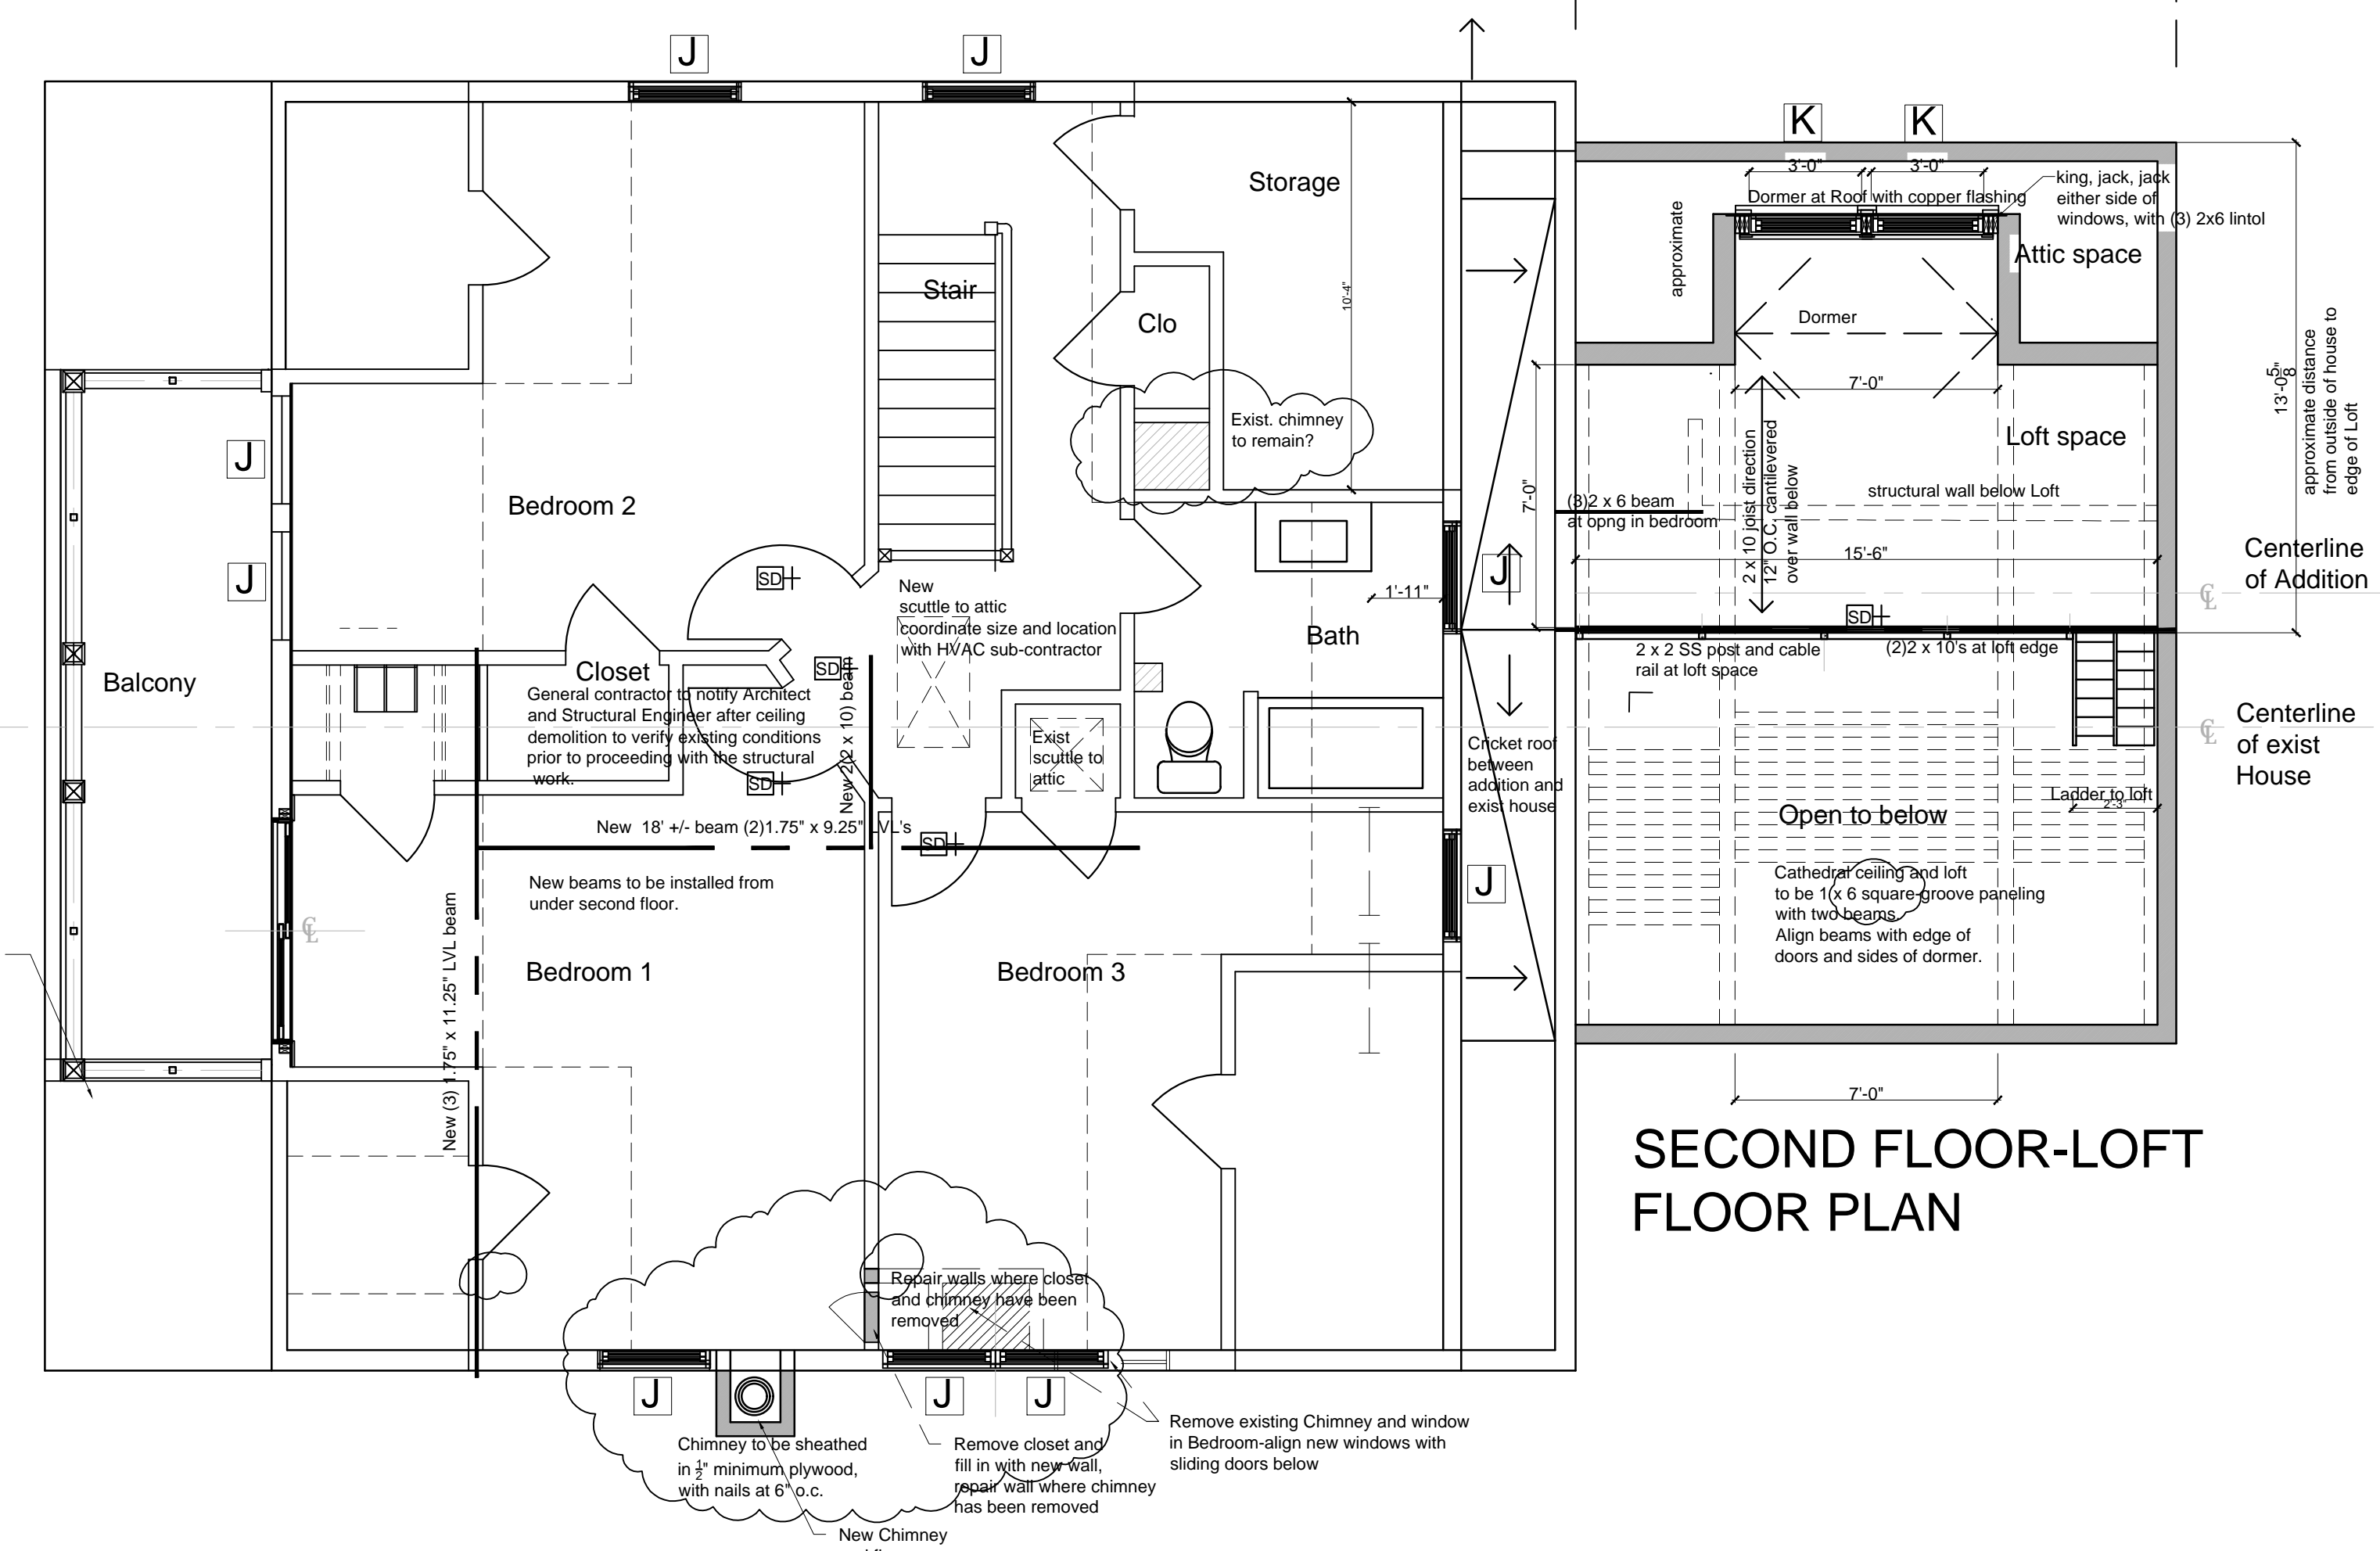 J
J
K
K
3'-0"
3'-0"
Dormer at Roof with copper flashing
king, jack, jack
either side of
windows, with (3) 2x6 lintol
Storage
approximate
Attic space
Stair
10'-4"
Clo
Dormer
13'-0 5/8"
approximate distance
from outside of house to
edge of Loft
7'-0"
Exist. chimney
to remain?
Loft space
J
Bedroom 2
7'-0"
(3)2 x 6 beam
at opng in bedroom
2 x 10 joist direction
12" O.C. cantilevered
over wall below
structural wall below Loft
15'-6"
Centerline
of Addition
℄
J
SD
New
scuttle to attic
coordinate size and location
with HVAC sub-contractor
1'-11"
J
Bath
SD
2 x 2 SS post and cable
rail at loft space
(2)2 x 10's at loft edge
Balcony
Closet
SD
General contractor to notify Architect
and Structural Engineer after ceiling
demolition to verify existing conditions
prior to proceeding with the structural
work.
SD
New 2(2 x 10) beam
Exist
scuttle to
attic
Cricket roof
between
addition and
exist house
℄
Centerline
of exist
House
Ladder to loft
2'-3"
Open to below
New 18' +/- beam (2)1.75" x 9.25" LVL's
SD
New beams to be installed from
under second floor.
J
Cathedral ceiling and loft
to be 1 x 6 square-groove paneling
with two beams.
Align beams with edge of
doors and sides of dormer.
℄
New (3) 1.75" x 11.25" LVL beam
Bedroom 1
Bedroom 3
7'-0"
SECOND FLOOR-LOFT
FLOOR PLAN
Repair walls where closet
and chimney have been
removed
J
J
J
Chimney to be sheathed
in 1/2" minimum plywood,
with nails at 6" o.c.
Remove closet and
fill in with new wall,
repair wall where chimney
has been removed
Remove existing Chimney and window
in Bedroom-align new windows with
sliding doors below
New Chimney